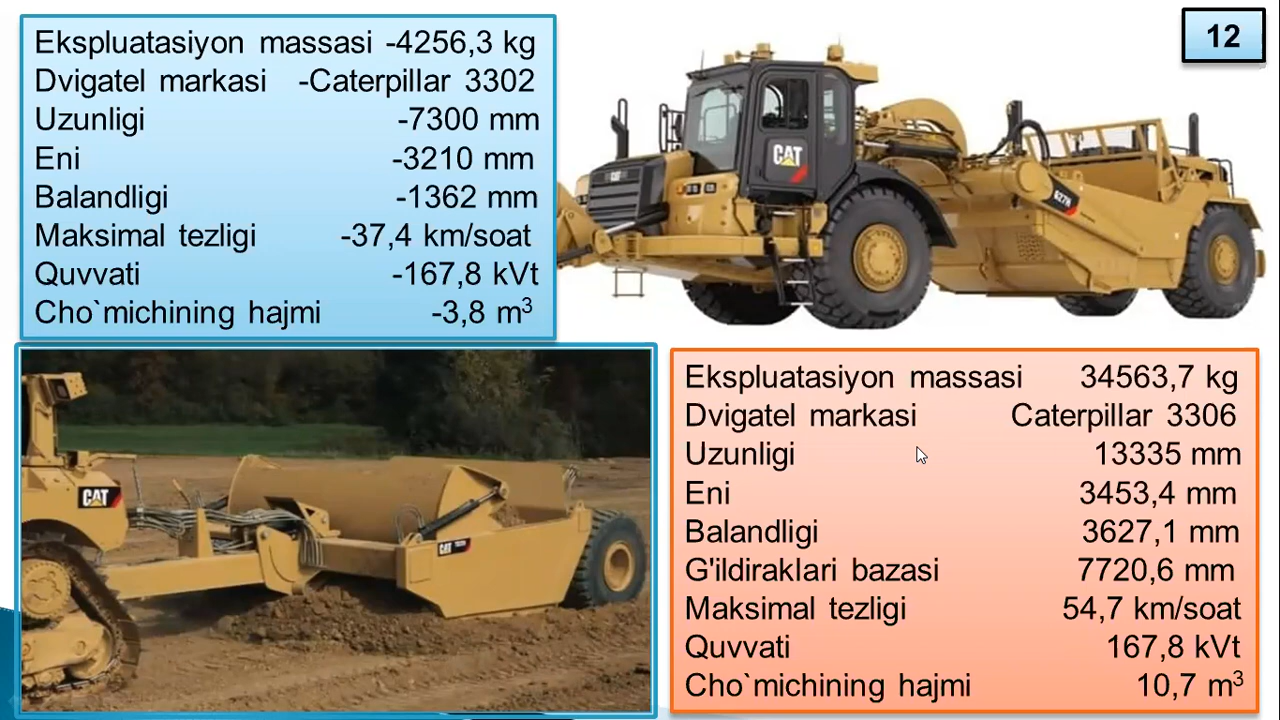 12
Ekspluatasiyon massasi -4256,3 kg
Dvigatel markasi -Caterpillar 3302
Uzunligi -7300 mm
Eni -3210 mm
Balandligi -1362 mm
Maksimal tezligi -37,4 km/soat
Quvvati -167,8 kVt
Cho`michining hajmi -3,8 m³
CAT
627H
CAT
CAT
Ekspluatasiyon massasi 34563,7 kg
Dvigatel markasi Caterpillar 3306
Uzunligi 13335 mm
Eni 3453,4 mm
Balandligi 3627,1 mm
G'ildiraklari bazasi 7720,6 mm
Maksimal tezligi 54,7 km/soat
Quvvati 167,8 kVt
Cho`michining hajmi 10,7 m³